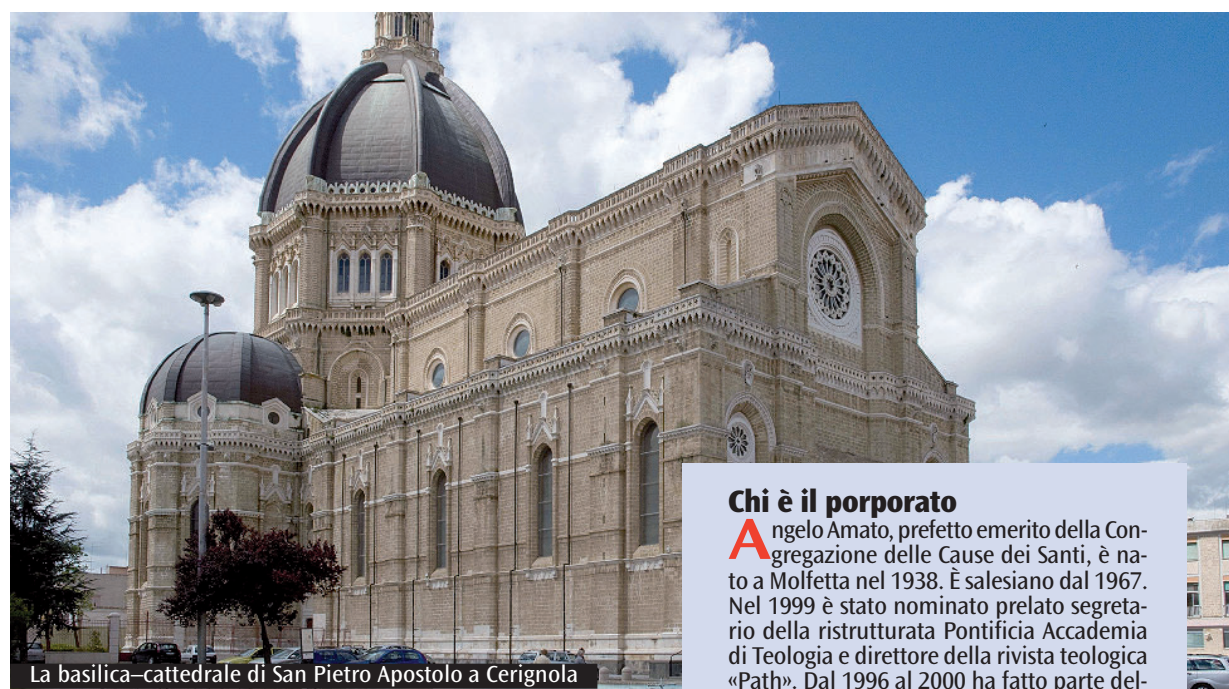 La basilica–cattedrale di San Pietro Apostolo a Cerignola
Chi è il porporato
Angelo Amato, prefetto emerito della Con-
gregazione delle Cause dei Santi, è na-
to a Molfetta nel 1938. È salesiano dal 1967.
Nel 1999 è stato nominato prelato segreta-
rio della ristrutturata Pontificia Accademia
di Teologia e direttore della rivista teologica
«Path». Dal 1996 al 2000 ha fatto parte del-